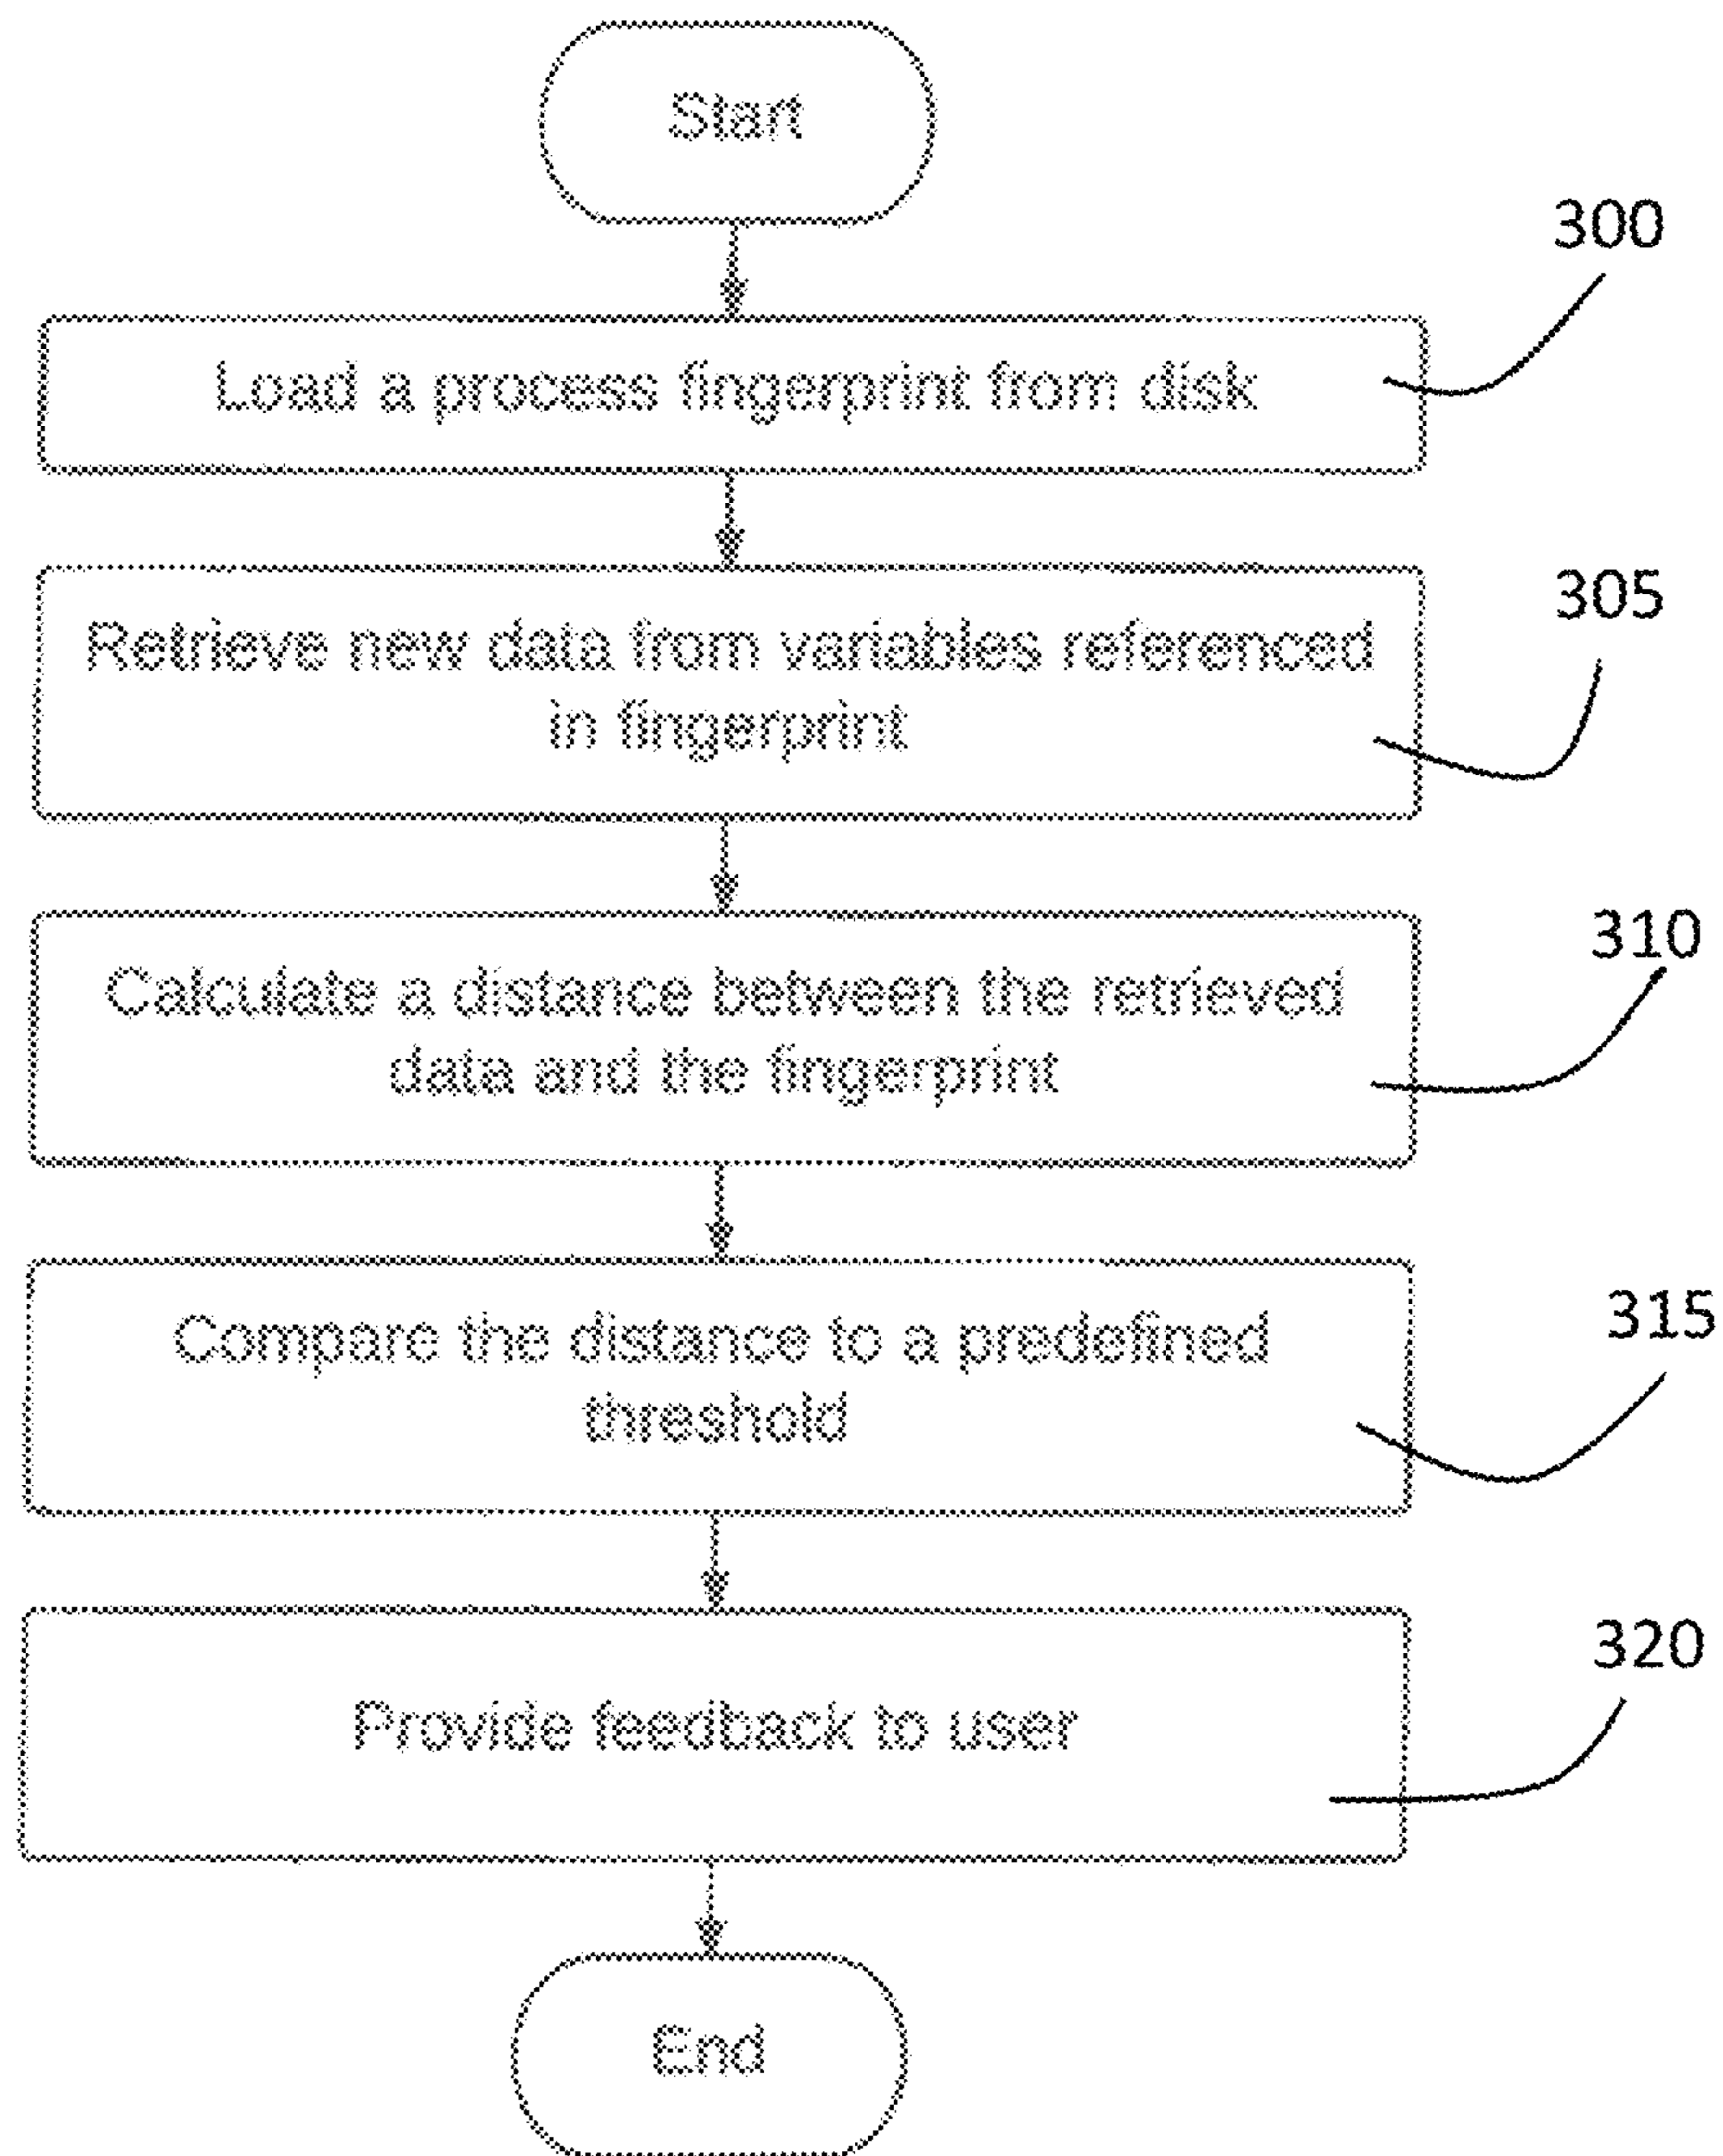 Start
300
Load a process fingerprint from disk
305
Retrieve new data from variables referenced
in fingerprint
310
Calculate a distance between the retrieved
data and the fingerprint
315
Compare the distance to a predefined
threshold
320
Provide feedback to user
End